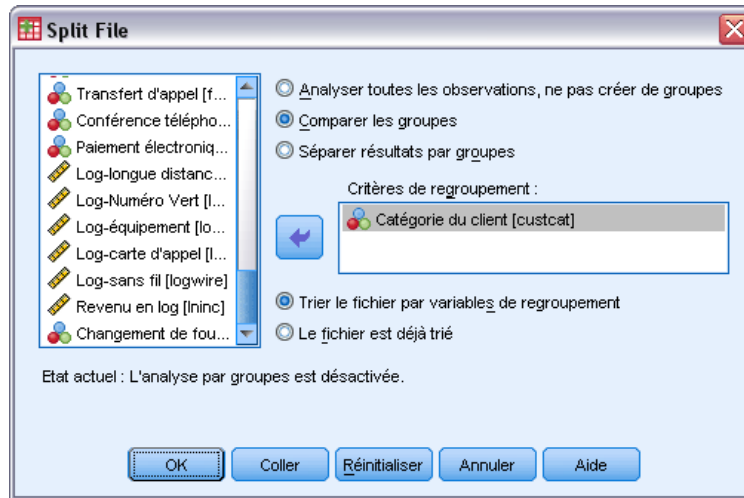 Split File
Transfert d'appel [f...
Conférence télépho...
Paiement électroniq...
Log-longue distanc...
Log-Numéro Vert [l...
Log-équipement [lo...
Log-carte d'appel [l...
Log-sans fil [logwire]
Revenu en log [lninc]
Changement de fou...
Analyser toutes les observations, ne pas créer de groupes
Comparer les groupes
Séparer résultats par groupes
Critères de regroupement :
Catégorie du client [custcat]
Trier le fichier par variables de regroupement
Le fichier est déjà trié
Etat actuel : L'analyse par groupes est désactivée.
OK
Coller
Réinitialiser
Annuler
Aide